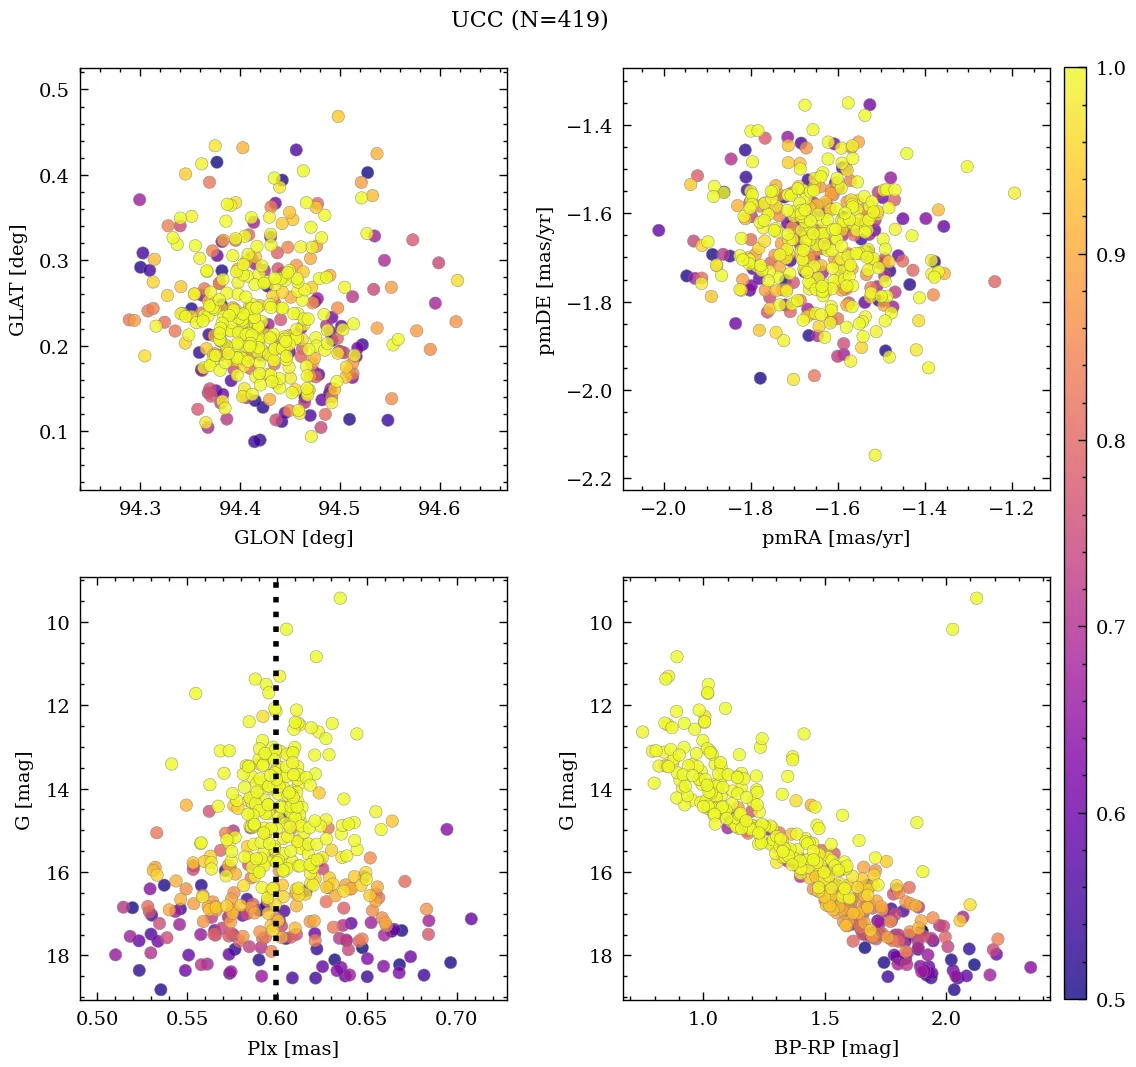 UCC (N=419)
0.5
0.4
0.3
0.2
0.1
GLAT [deg]
94.3 94.4 94.5 94.6
GLON [deg]
−1.4
−1.6
−1.8
−2.0
−2.2
pmDE [mas/yr]
−2.0 −1.8 −1.6 −1.4 −1.2
pmRA [mas/yr]
10
12
14
16
18
G [mag]
0.50 0.55 0.60 0.65 0.70
Plx [mas]
10
12
14
16
18
G [mag]
1.0 1.5 2.0
BP-RP [mag]
1.0
0.9
0.8
0.7
0.6
0.5